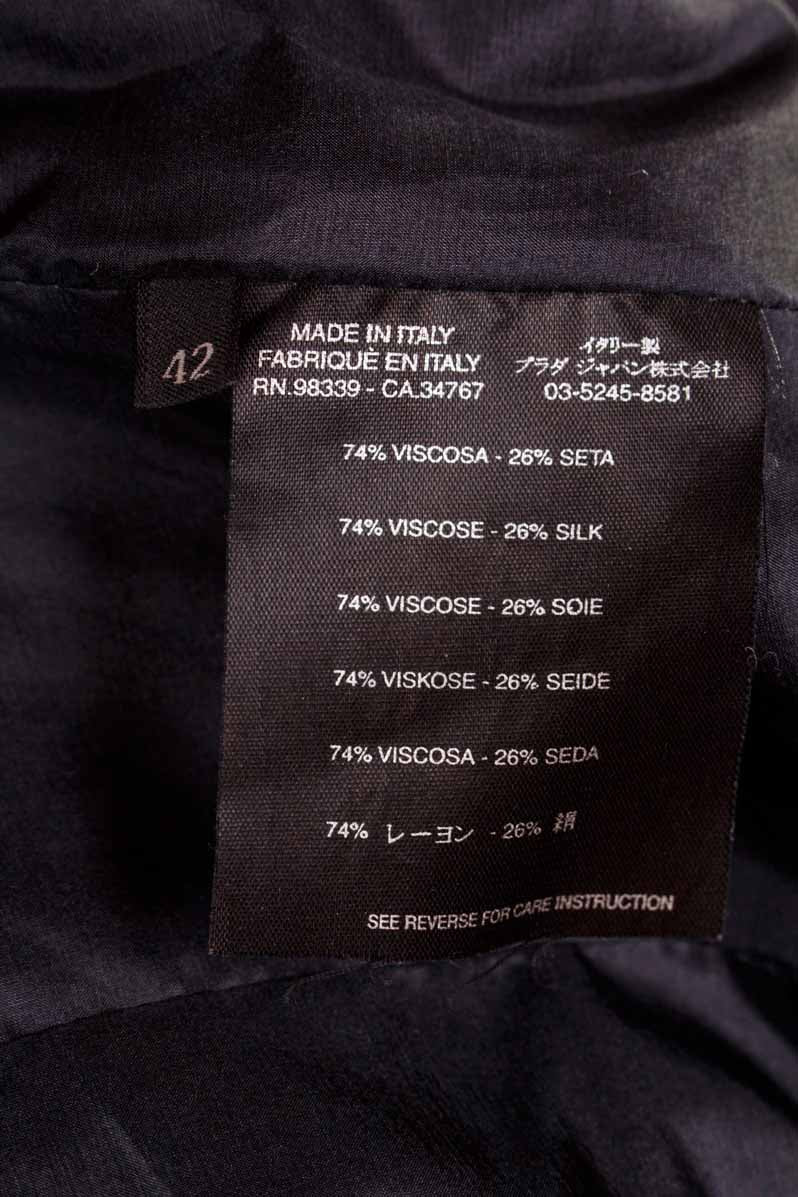 42
MADE IN ITALY
FABRIQUÈ EN ITALY
RN.98339 - CA.34767
イタリー製
プラダ ジャパン株式会社
03-5245-8581
74% VISCOSA - 26% SETA
74% VISCOSE - 26% SILK
74% VISCOSE - 26% SOIE
74% VISKOSE - 26% SEIDE
74% VISCOSA - 26% SEDA
74% レーヨン - 26% 絹
SEE REVERSE FOR CARE INSTRUCTION